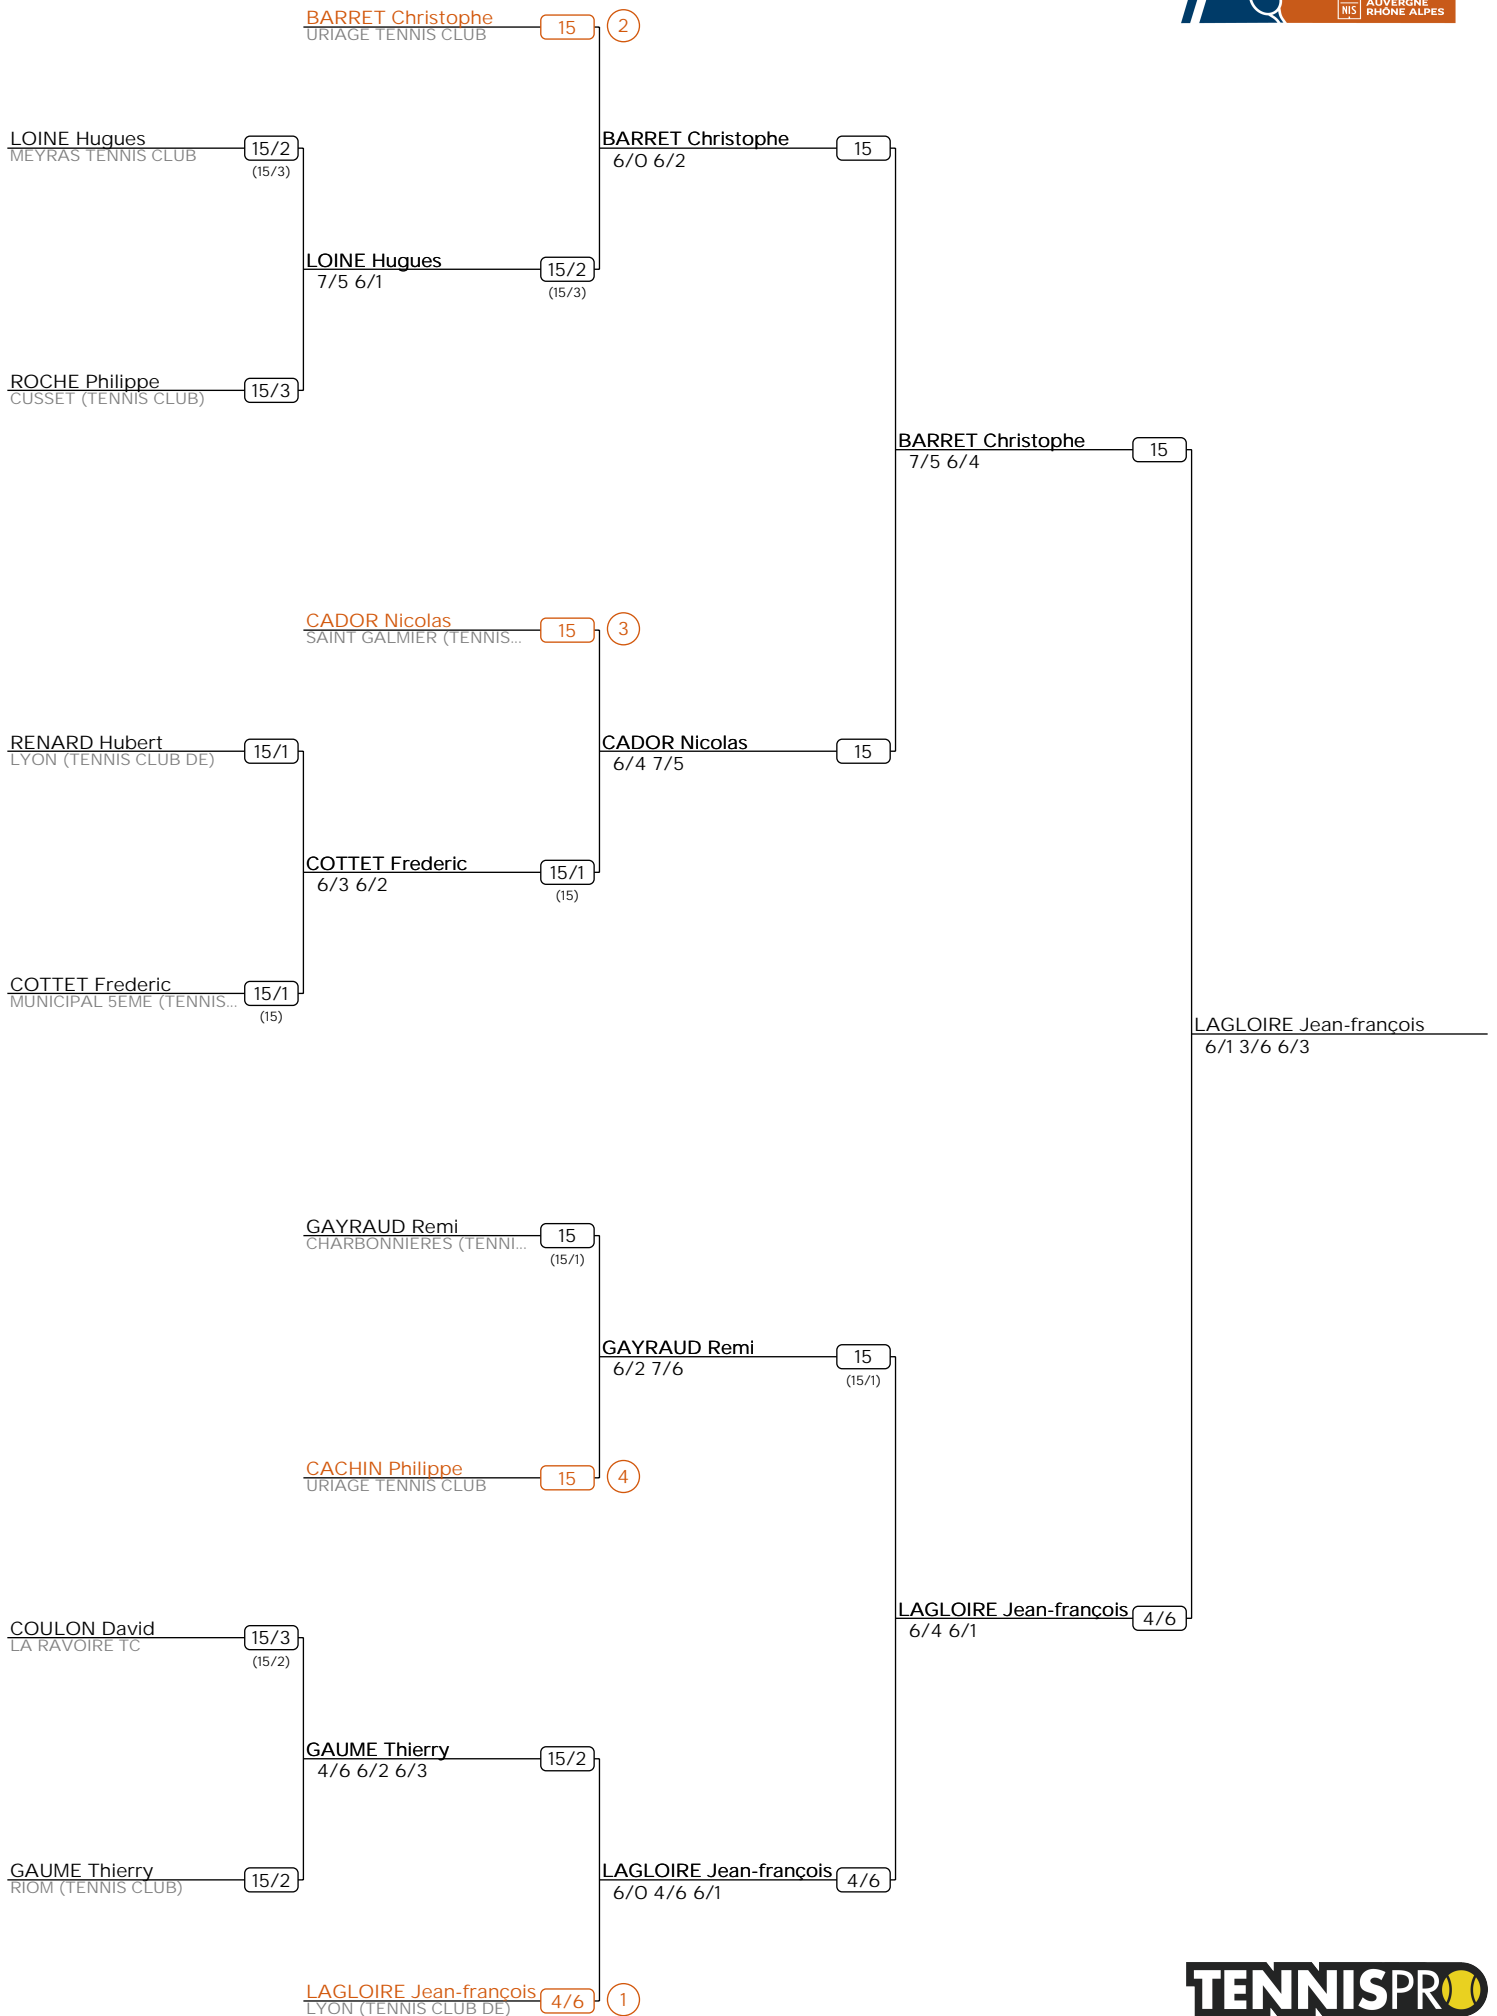 BARRET Christophe
URIAGE TENNIS CLUB
15
2
AUVERGNE
NIS
RHÔNE ALPES
LOINE Hugues
MEYRAS TENNIS CLUB
15/2
(15/3)
BARRET Christophe
6/0 6/2
15
LOINE Hugues
7/5 6/1
15/2
(15/3)
ROCHE Philippe
CUSSET (TENNIS CLUB)
15/3
BARRET Christophe
7/5 6/4
15
CADOR Nicolas
SAINT GALMIER (TENNIS...
15
3
RENARD Hubert
LYON (TENNIS CLUB DE)
15/1
CADOR Nicolas
6/4 7/5
15
COTTET Frederic
6/3 6/2
15/1
(15)
COTTET Frederic
MUNICIPAL 5EME (TENNIS...
15/1
(15)
LAGLOIRE Jean-françois
6/1 3/6 6/3
GAYRAUD Remi
CHARBONNIERES (TENNI...
15
(15/1)
GAYRAUD Remi
6/2 7/6
15
(15/1)
CACHIN Philippe
URIAGE TENNIS CLUB
15
4
COULON David
LA RAVOIRE TC
15/3
(15/2)
LAGLOIRE Jean-françois
6/4 6/1
4/6
GAUME Thierry
4/6 6/2 6/3
15/2
GAUME Thierry
RIOM (TENNIS CLUB)
15/2
LAGLOIRE Jean-françois
6/0 4/6 6/1
4/6
LAGLOIRE Jean-françois
LYON (TENNIS CLUB DE)
4/6
1
TENNISPRO